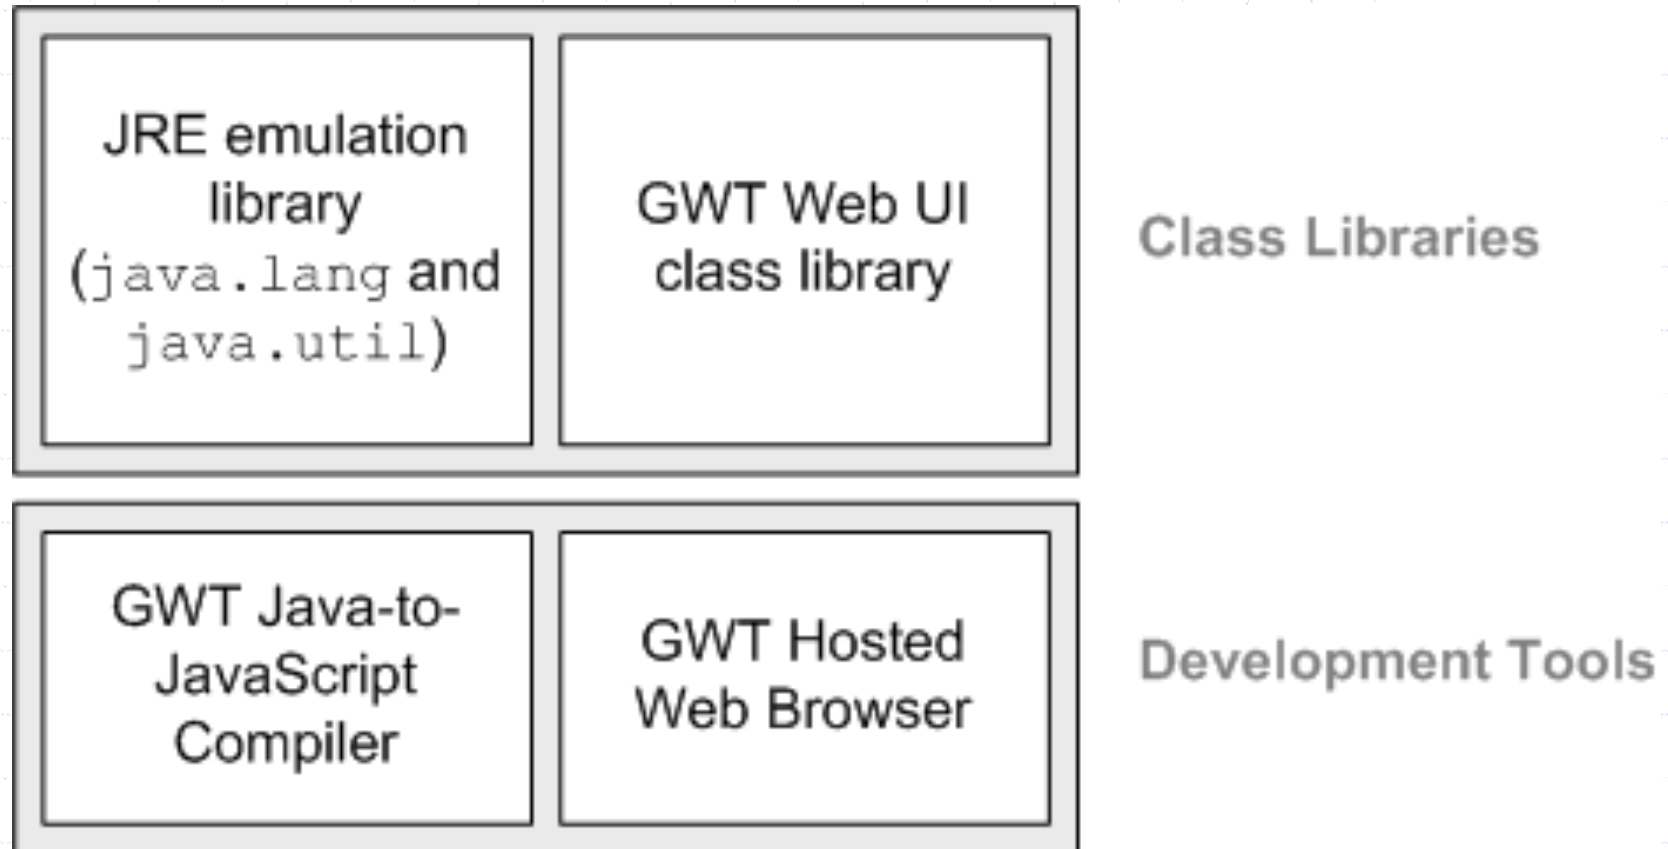 JRE emulation
library
(java.lang and
java.util)
GWT Web UI
class library
Class Libraries
GWT Java-to-
JavaScript
Compiler
GWT Hosted
Web Browser
Development Tools